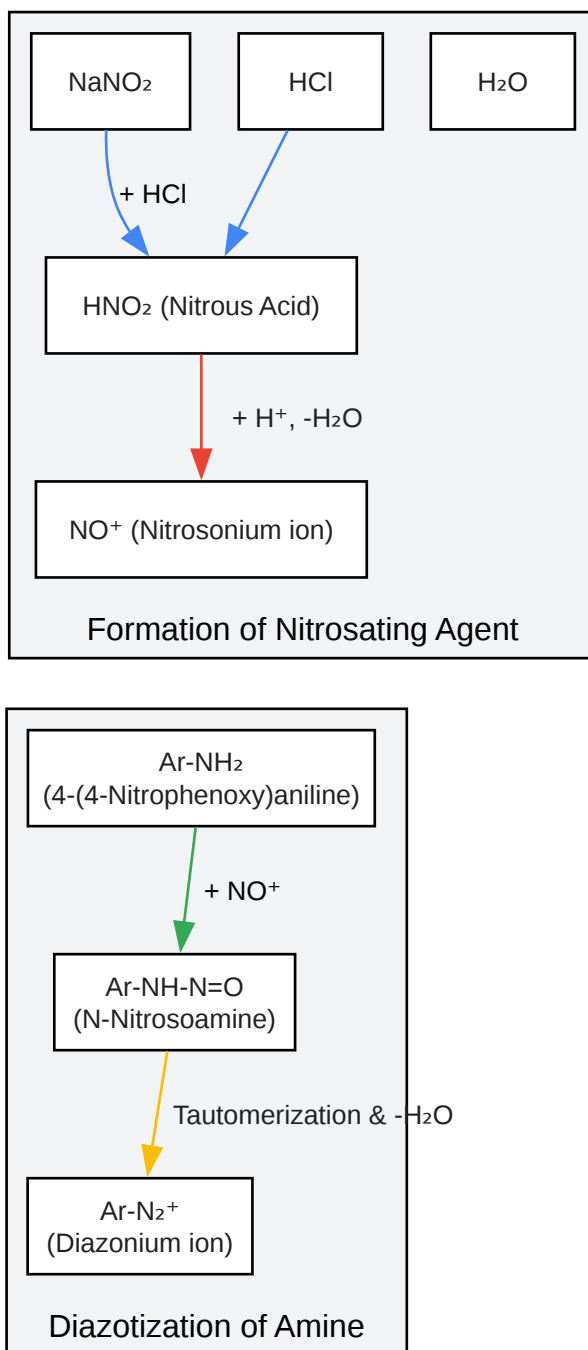 NaNO₂
HCl
H₂O
+ HCl
HNO₂ (Nitrous Acid)
+ H⁺, -H₂O
NO⁺ (Nitrosonium ion)
Formation of Nitrosating Agent
Ar-NH₂
(4-(4-Nitrophenoxy)aniline)
+ NO⁺
Ar-NH-N=O
(N-Nitrosoamine)
Tautomerization & -H₂O
Ar-N₂⁺
(Diazonium ion)
Diazotization of Amine